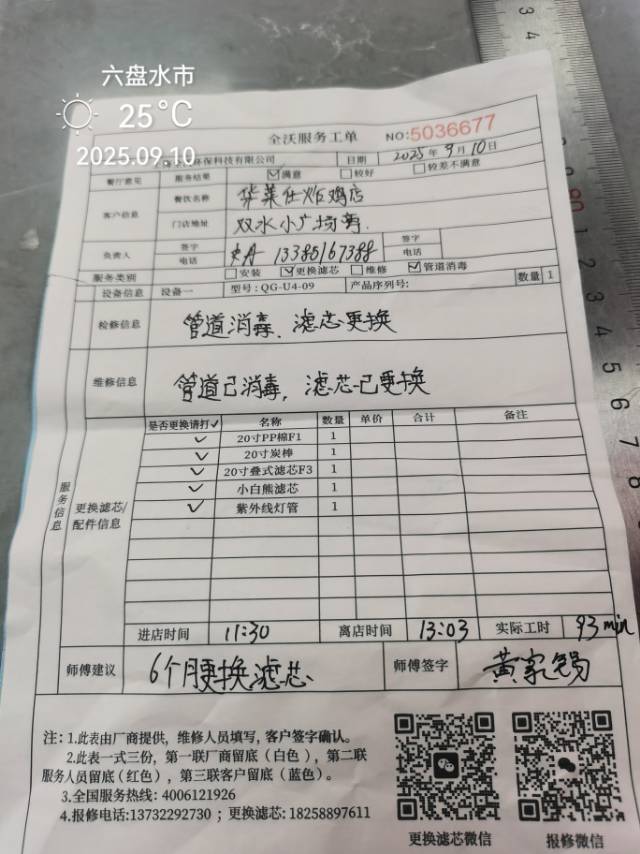 六盘水市
25℃
2025.09.10
全沃服务工单 NO:5036677
环保科技有限公司 日期 2025年9月10日
餐厅意见 服务结果 ☑满意 □较好 □较差不满意
客户信息 餐饮名称 华莱仕炸鸡店
门店地址 双水小广场旁.
负责人 签字 电话 13385167388 签字 电话
服务类别 □安装 ☑更换滤芯 □维修 ☑管道消毒
设备信息 设备一 型号: QG-U4-09 产品序列号: 数量 1
检修信息 管道消毒、滤芯更换
维修信息 管道已消毒, 滤芯已更换
服务信息
更换滤芯/配件信息
是否更换请打✓ 名称 数量 单价 合计 备注
✓ 20寸PP棉F1 1
✓ 20寸炭棒 1
✓ 20寸叠式滤芯F3 1
✓ 小白熊滤芯 1
✓ 紫外线灯管 1
进店时间 11:30 离店时间 13:03 实际工时 93min
师傅建议 6个月更换滤芯 师傅签字 黄家锡
注: 1.此表由厂商提供，维修人员填写, 客户签字确认。
2.此表一式三份，第一联厂商留底（白色），第二联
服务人员留底（红色），第三联客户留底（蓝色）。
3.全国服务热线: 4006121926
4.报修电话:13732292730 ；更换滤芯: 18258897611
更换滤芯微信 报修微信
3
4
80
1
2
3
5
6
7
8